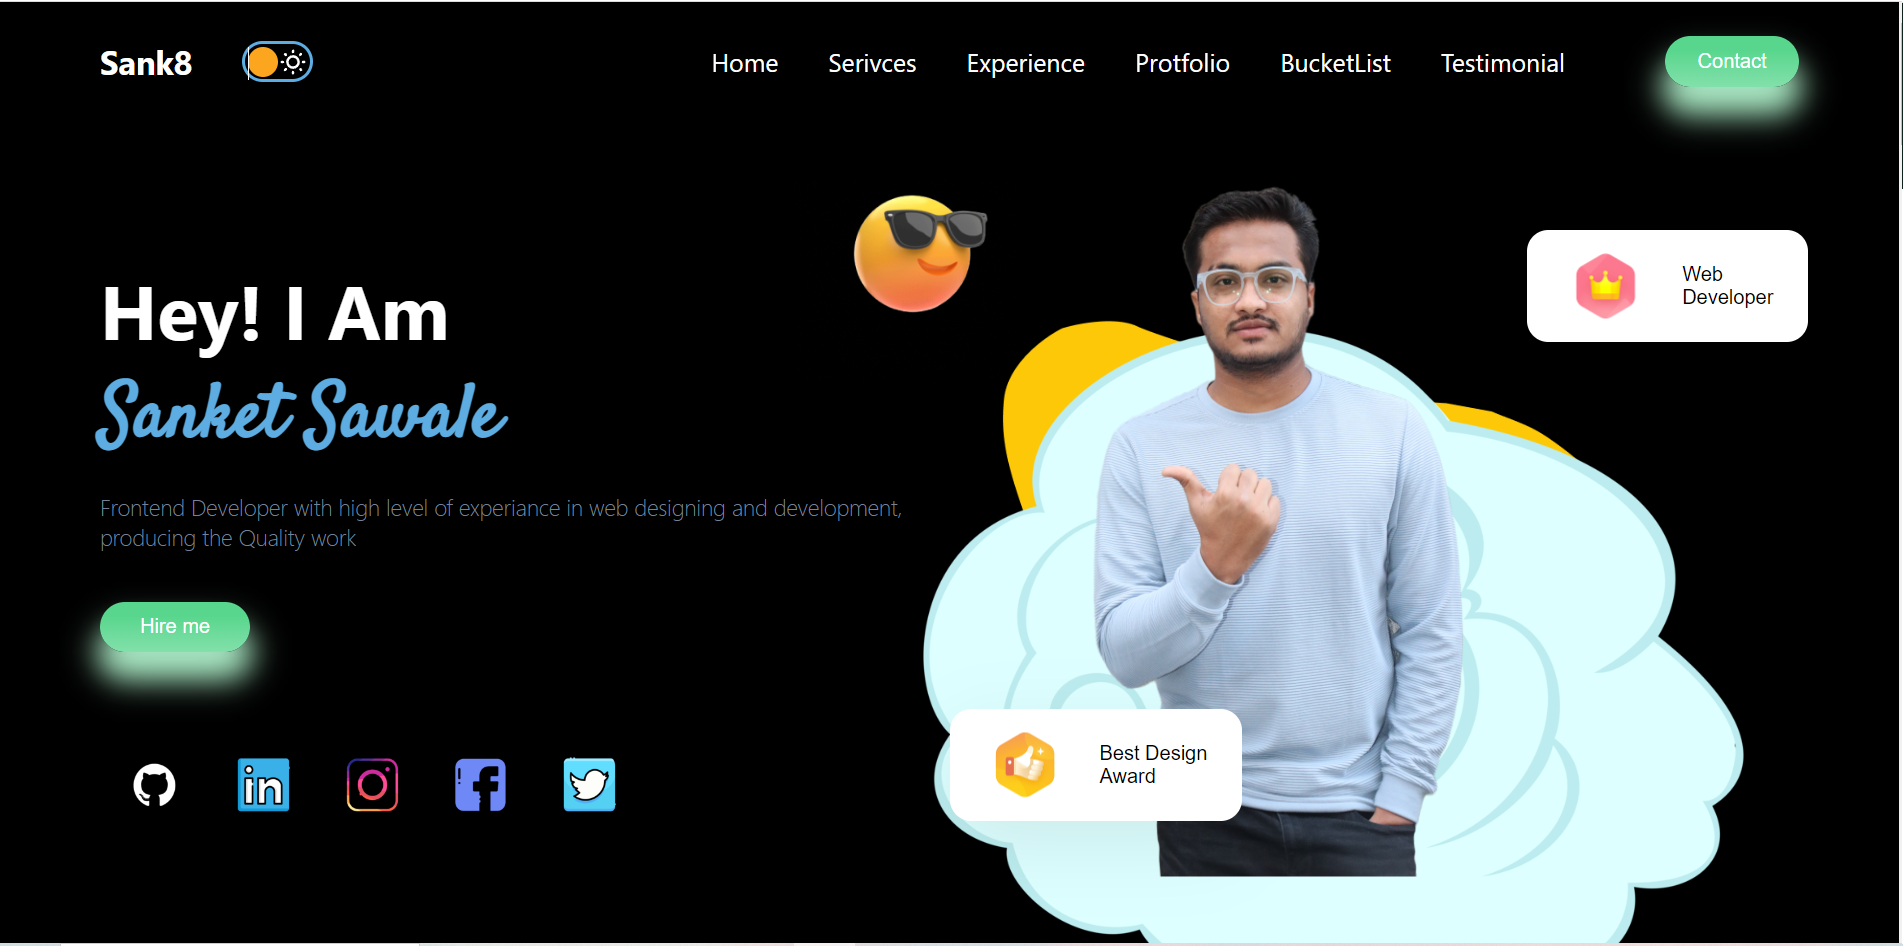 Sank8
Home Serivces Experience Protfolio BucketList Testimonial
Contact
Hey! I Am
Sanket Sawale
Frontend Developer with high level of experiance in web designing and development,
producing the Quality work
Hire me
in
Web
Developer
Best Design
Award